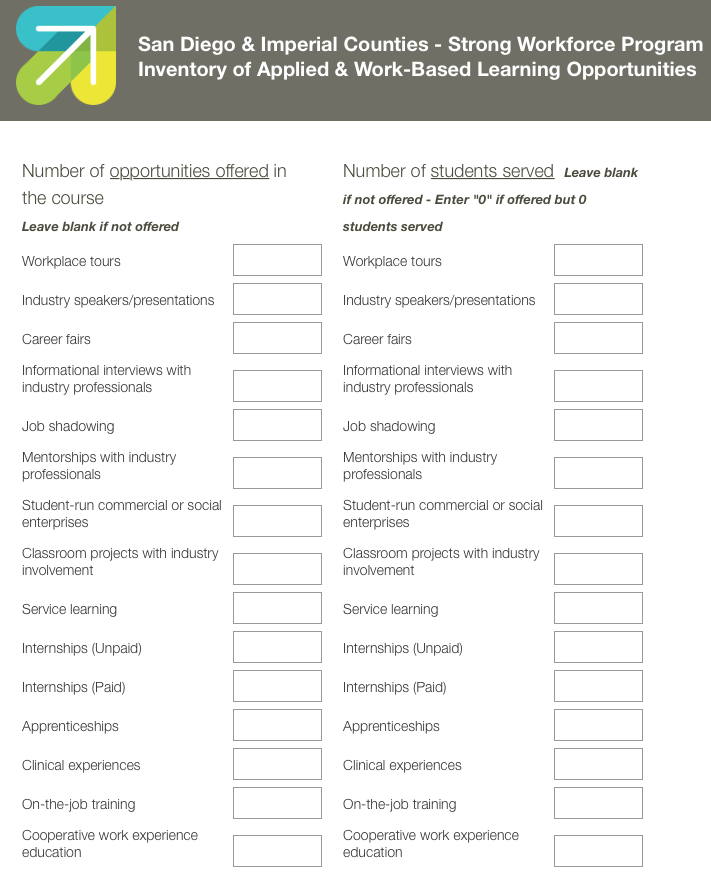 San Diego & Imperial Counties - Strong Workforce Program
Inventory of Applied & Work-Based Learning Opportunities
Number of opportunities offered in
the course
Leave blank if not offered
Workplace tours
Industry speakers/presentations
Career fairs
Informational interviews with
industry professionals
Job shadowing
Mentorships with industry
professionals
Student-run commercial or social
enterprises
Classroom projects with industry
involvement
Service learning
Internships (Unpaid)
Internships (Paid)
Apprenticeships
Clinical experiences
On-the-job training
Cooperative work experience
education
Number of students served Leave blank
if not offered - Enter "0" if offered but 0
students served
Workplace tours
Industry speakers/presentations
Career fairs
Informational interviews with
industry professionals
Job shadowing
Mentorships with industry
professionals
Student-run commercial or social
enterprises
Classroom projects with industry
involvement
Service learning
Internships (Unpaid)
Internships (Paid)
Apprenticeships
Clinical experiences
On-the-job training
Cooperative work experience
education